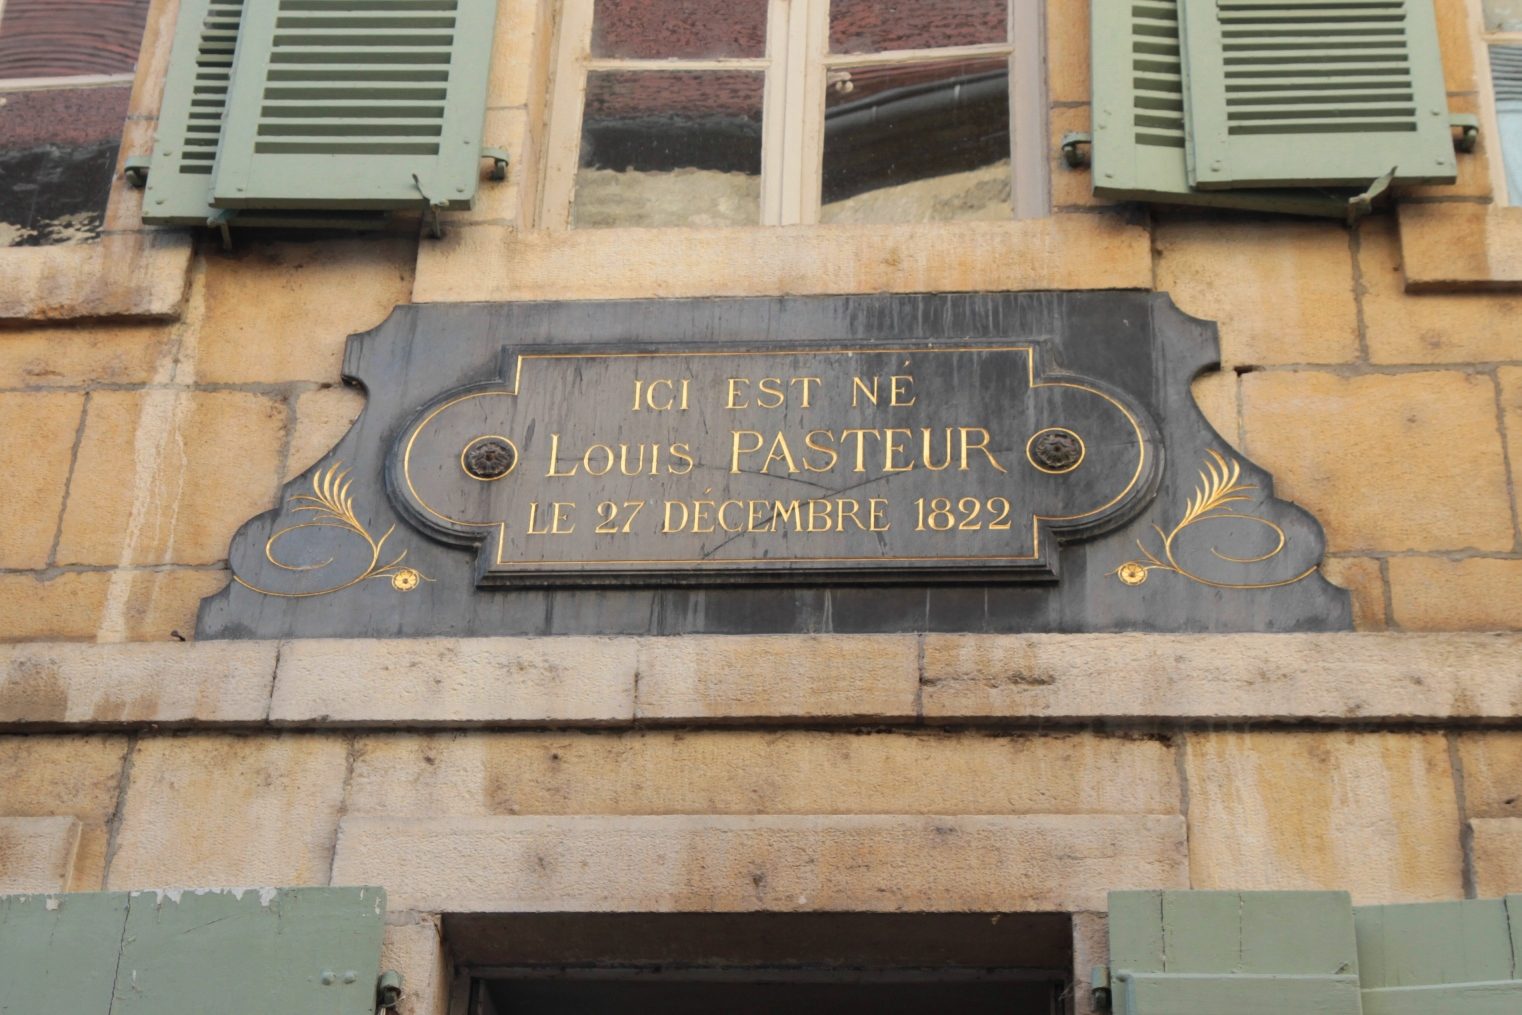 ICI EST NÉ
LOUIS PASTEUR
LE 27 DÉCEMBRE 1822